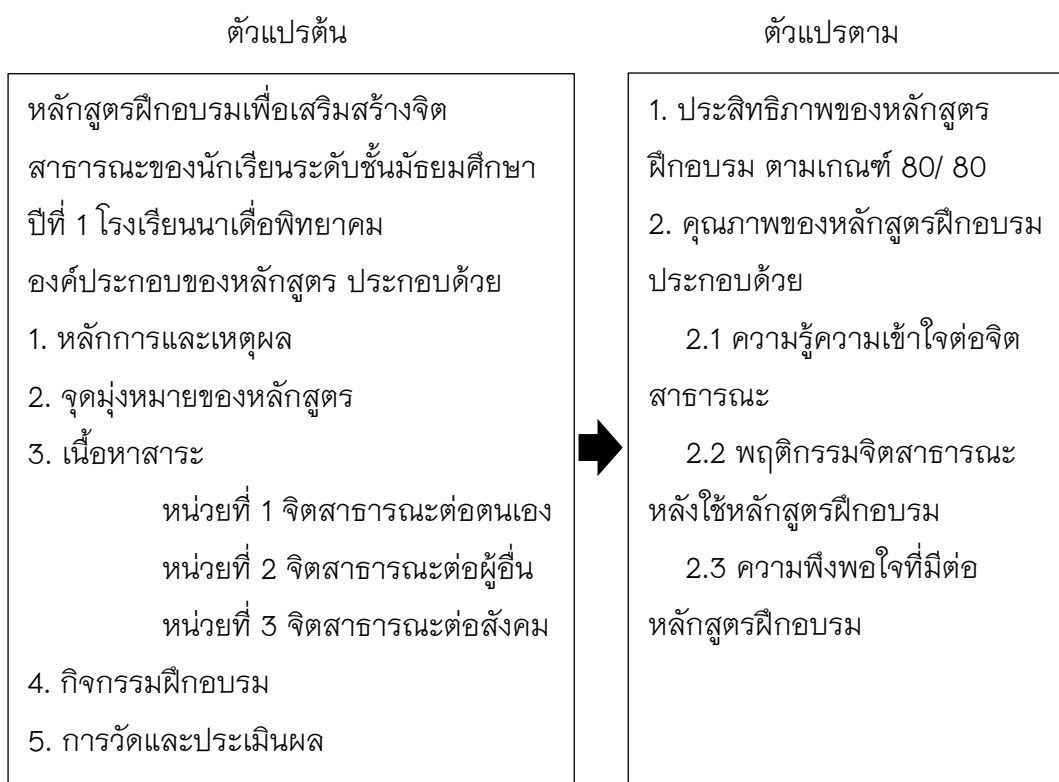 ตัวแปรต้น
หลักสูตรฝึกอบรมเพื่อเสริมสร้างจิต
สาธารณะของนักเรียนระดับชั้นมัธยมศึกษา
ปีที่ 1 โรงเรียนนาเดื่อพิทยาคม
องค์ประกอบของหลักสูตร ประกอบด้วย
1. หลักการและเหตุผล
2. จุดมุ่งหมายของหลักสูตร
3. เนื้อหาสาระ
หน่วยที่ 1 จิตสาธารณะต่อตนเอง
หน่วยที่ 2 จิตสาธารณะต่อผู้อื่น
หน่วยที่ 3 จิตสาธารณะต่อสังคม
4. กิจกรรมฝึกอบรม
5. การวัดและประเมินผล
ตัวแปรตาม
1. ประสิทธิภาพของหลักสูตร
ฝึกอบรม ตามเกณฑ์ 80/ 80
2. คุณภาพของหลักสูตรฝึกอบรม
ประกอบด้วย
2.1 ความรู้ความเข้าใจต่อจิต
สาธารณะ
2.2 พฤติกรรมจิตสาธารณะ
หลังใช้หลักสูตรฝึกอบรม
2.3 ความพึงพอใจที่มีต่อ
หลักสูตรฝึกอบรม